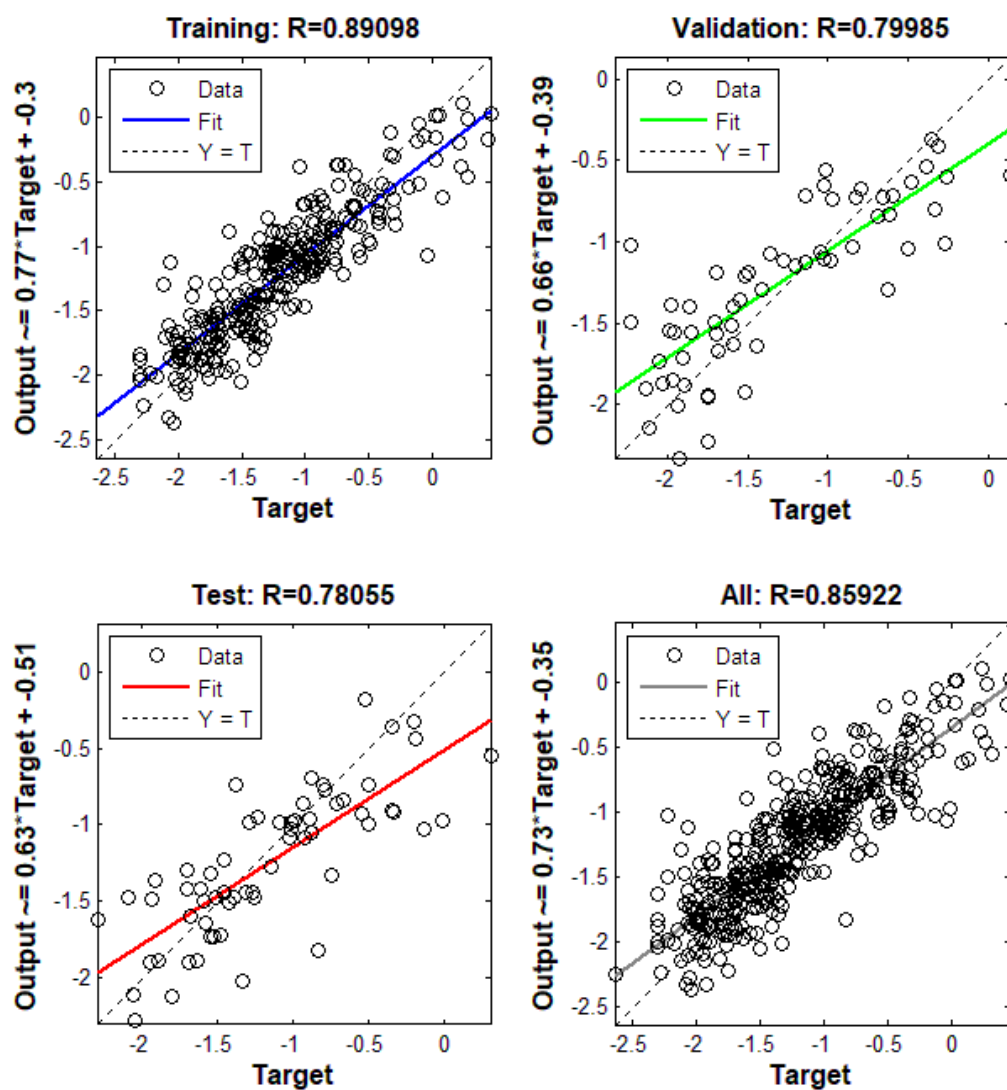 Training: R=0.89098
Output ~= 0.77*Target + -0.3
Data
Fit
Y = T
0
-0.5
-1
-1.5
-2
-2.5
-2.5 -2 -1.5 -1 -0.5 0
Target
Validation: R=0.79985
Output ~= 0.66*Target + -0.39
Data
Fit
Y = T
0
-0.5
-1
-1.5
-2
-2 -1.5 -1 -0.5 0
Target
Test: R=0.78055
Output ~= 0.63*Target + -0.51
Data
Fit
Y = T
0
-0.5
-1
-1.5
-2
-2 -1.5 -1 -0.5 0
Target
All: R=0.85922
Output ~= 0.73*Target + -0.35
Data
Fit
Y = T
0
-0.5
-1
-1.5
-2
-2.5
-2.5 -2 -1.5 -1 -0.5 0
Target